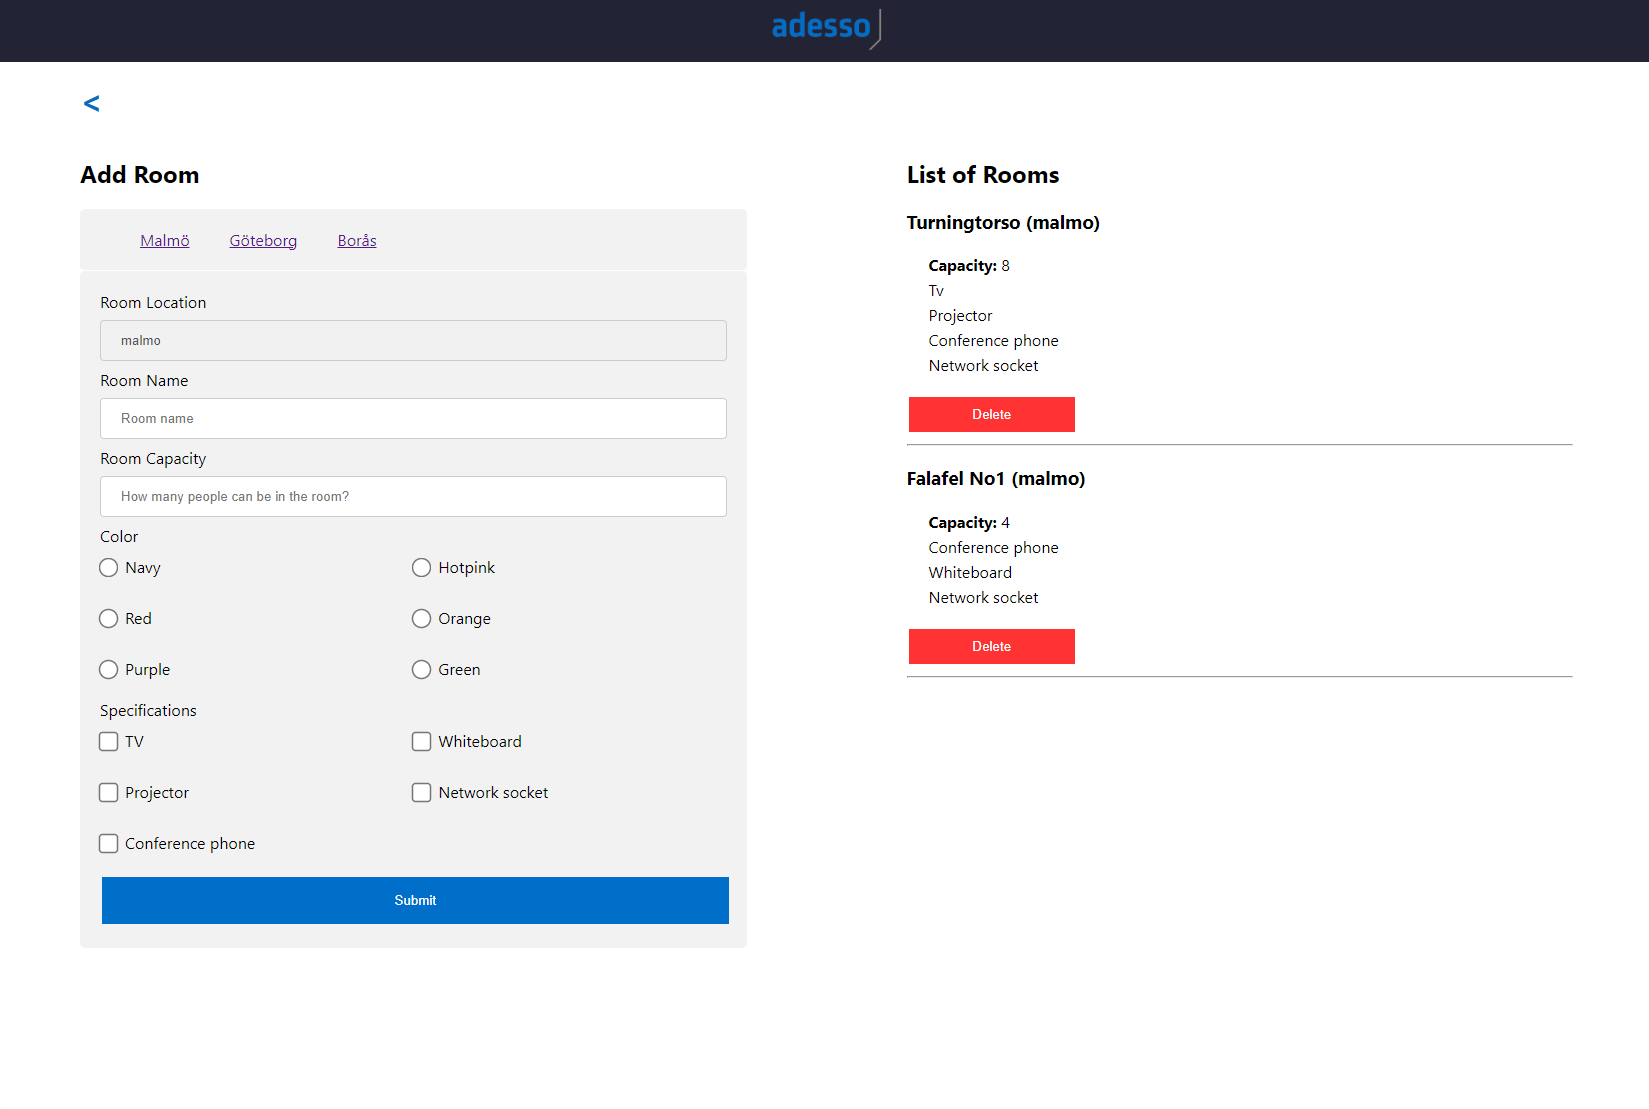 adesso
<
Add Room
Malmö Göteborg Borås
Room Location
malmo
Room Name
Room name
Room Capacity
How many people can be in the room?
Color
Navy Hotpink
Red Orange
Purple Green
Specifications
TV Whiteboard
Projector Network socket
Conference phone
Submit
List of Rooms
Turningtorso (malmo)
Capacity: 8
Tv
Projector
Conference phone
Network socket
Delete
Falafel No1 (malmo)
Capacity: 4
Conference phone
Whiteboard
Network socket
Delete